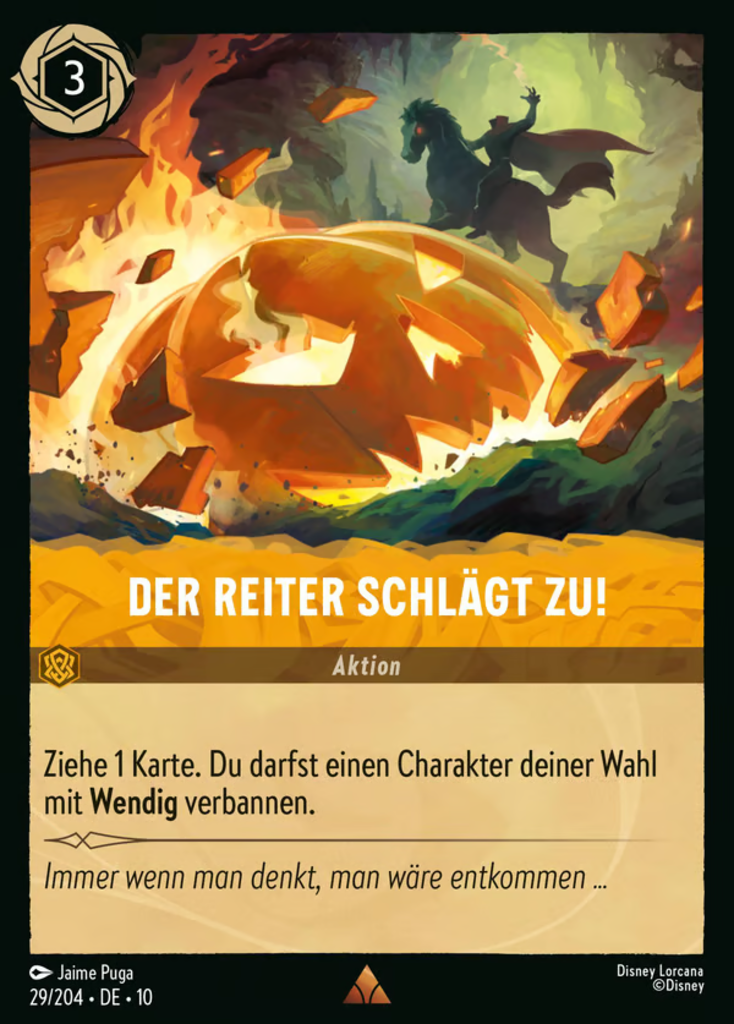 3
DER REITER SCHLÄGT ZU!
Aktion
Ziehe 1 Karte. Du darfst einen Charakter deiner Wahl
mit Wendig verbannen.
Immer wenn man denkt, man wäre entkommen ...
Jaime Puga
Disney Lorcana
29/204 • DE • 10
©Disney